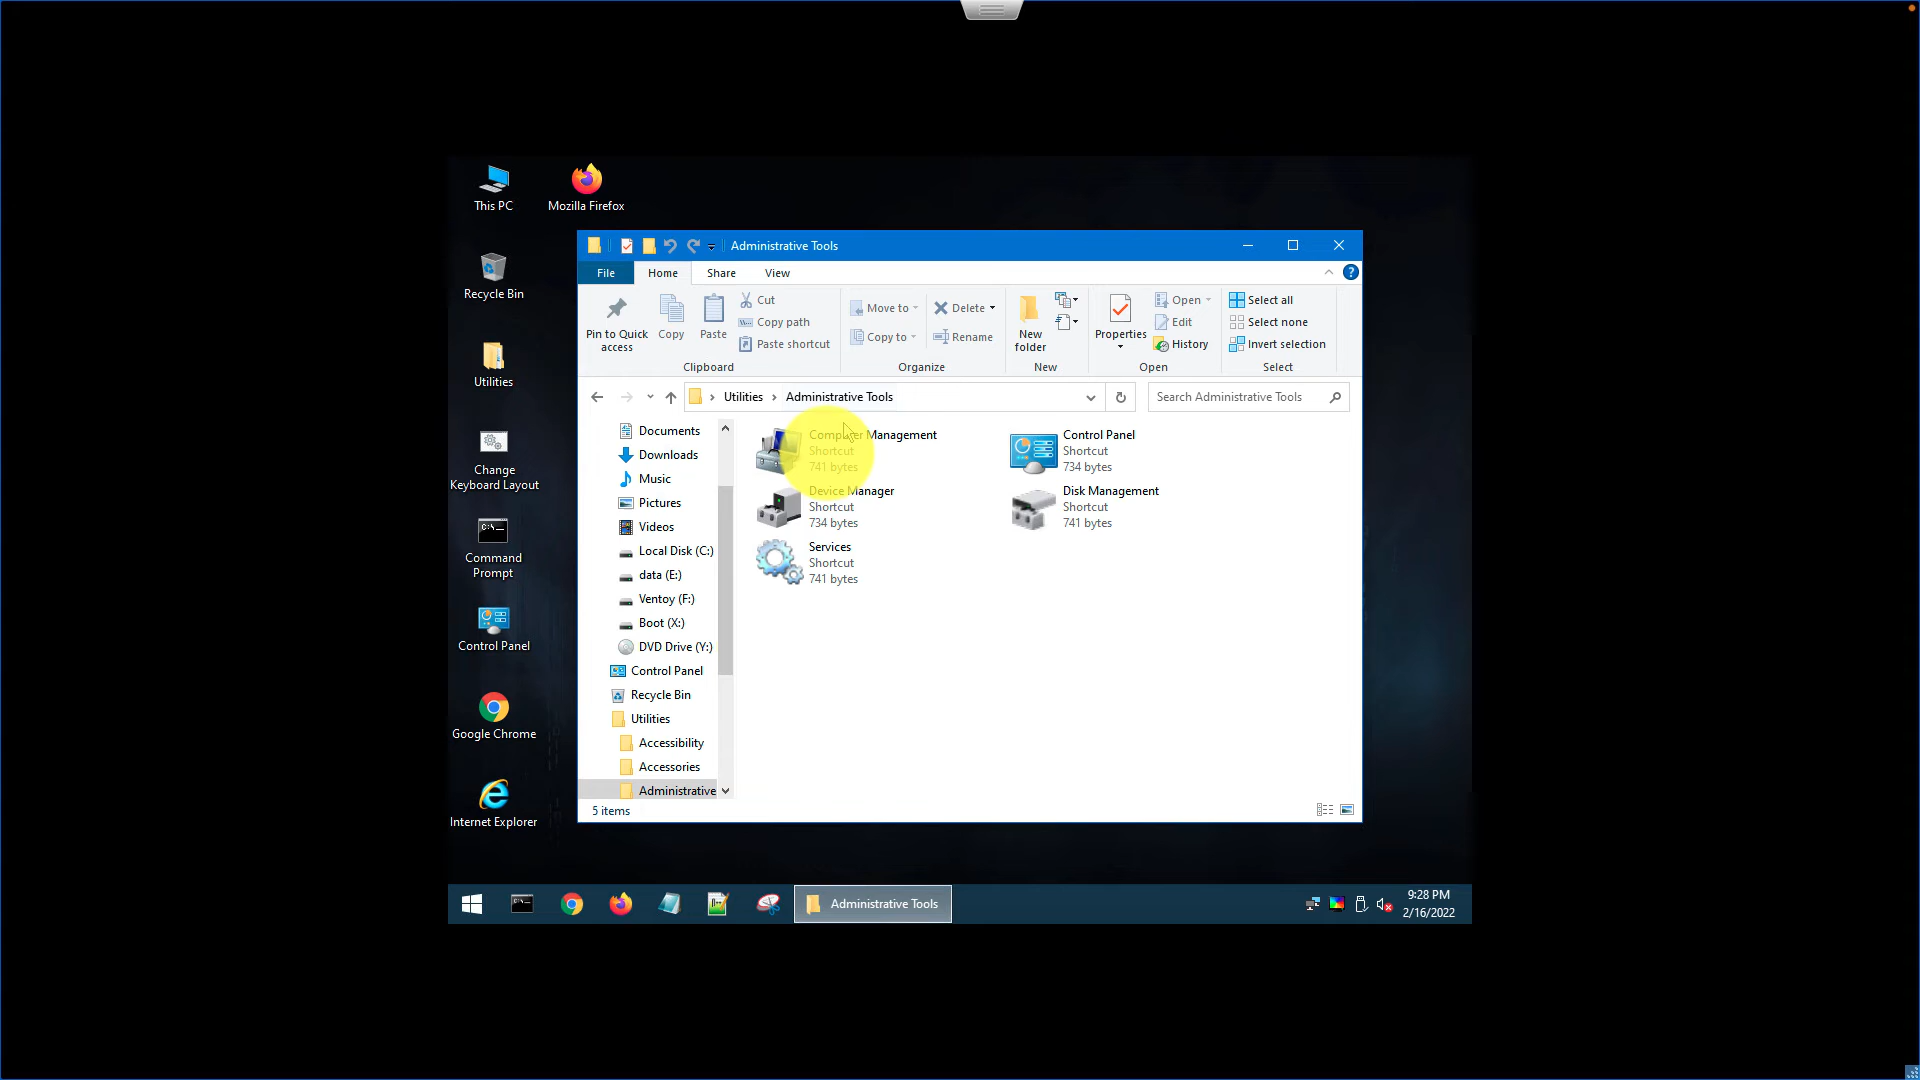 This PC
Mozilla Firefox
Recycle Bin
Utilities
Change
Keyboard Layout
C:\_
Command
Prompt
Control Panel
Google Chrome
Internet Explorer
Administrative Tools
File
Home
Share
View
Pin to Quick
access
Copy
Paste
Cut
Copy path
Paste shortcut
Clipboard
Move to
Copy to
Delete
Rename
Organize
New
folder
New
Properties
Open
Edit
History
Open
Select all
Select none
Invert selection
Select
Utilities
Administrative Tools
Search Administrative Tools
Documents
Downloads
Music
Pictures
Videos
Local Disk (C:)
data (E:)
Ventoy (F:)
Boot (X:)
DVD Drive (Y:)
Control Panel
Recycle Bin
Utilities
Accessibility
Accessories
Administrative
Computer Management
Shortcut
741 bytes
Control Panel
Shortcut
734 bytes
Device Manager
Shortcut
734 bytes
Disk Management
Shortcut
741 bytes
Services
Shortcut
741 bytes
5 items
Administrative Tools
9:28 PM
2/16/2022